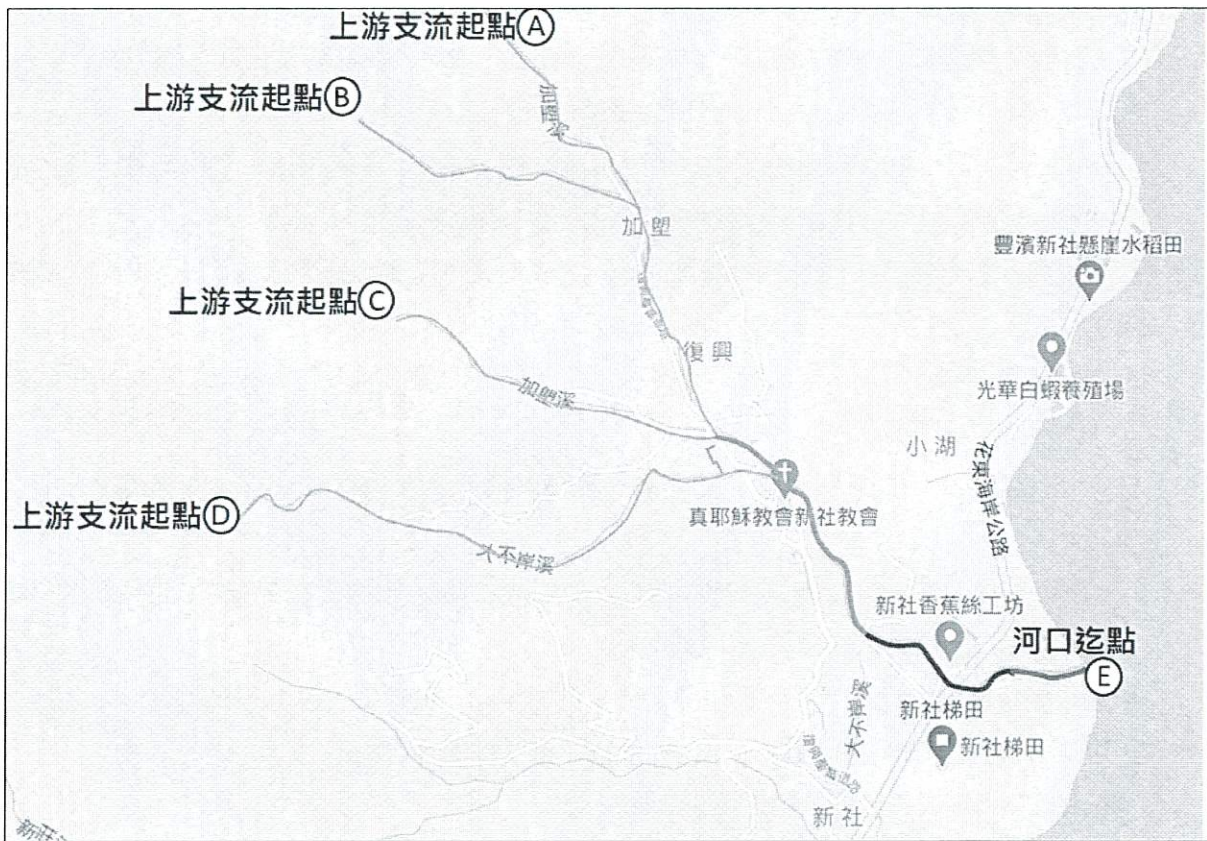 上游支流起點Ⓐ
上游支流起點Ⓑ
加塱溪
加塱
豐濱新社懸崖水稻田
上游支流起點Ⓒ
復興
光華白蝦養殖場
加塱溪
小湖
花東海岸公路
上游支流起點Ⓓ
真耶穌教會新社教會
大不岸溪
新社香蕉絲工坊
河口迄點
Ⓔ
大不岸溪
新社梯田
新社梯田
新社